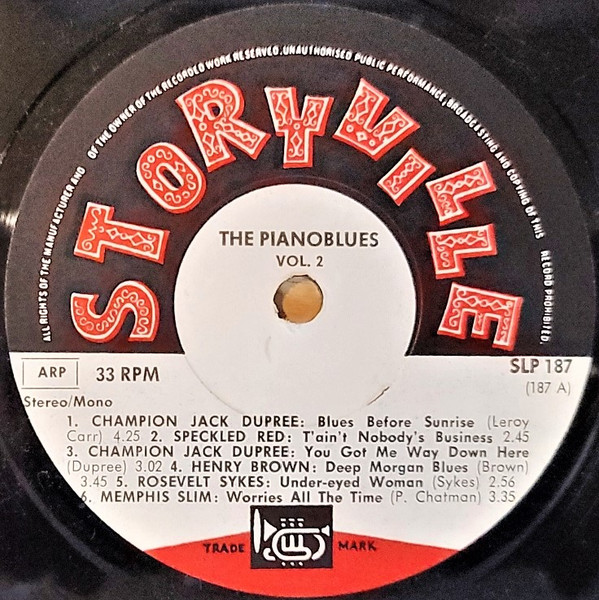 ALL RIGHTS OF THE MANUFACTURER AND OF THE OWNER OF THE RECORDED WORK RESERVED. UNAUTHORISED PUBLIC PERFORMANCE, BROADCASTING AND COPYING OF THIS RECORD PROHIBITED.
STORYVILLE
THE PIANOBLUES
VOL. 2
ARP 33 RPM
SLP 187
(187 A)
Stereo/Mono
1. CHAMPION JACK DUPREE: Blues Before Sunrise (Leroy
Carr) 4.25 2. SPECKLED RED: T'ain't Nobody's Business 2.45
3. CHAMPION JACK DUPREE: You Got Me Way Down Here
(Dupree) 3.02 4. HENRY BROWN: Deep Morgan Blues (Brown)
3.45 5. ROSEVELT SYKES: Under-eyed Woman (Sykes) 2.56
6. MEMPHIS SLIM: Worries All The Time (P. Chatman) 3.35
TRADE MARK